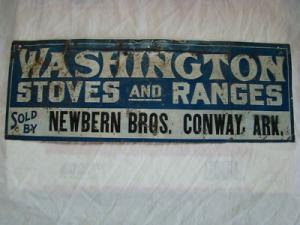 WASHINGTON
STOVES AND RANGES
SOLD BY NEWBERN BROS. CONWAY, ARK.